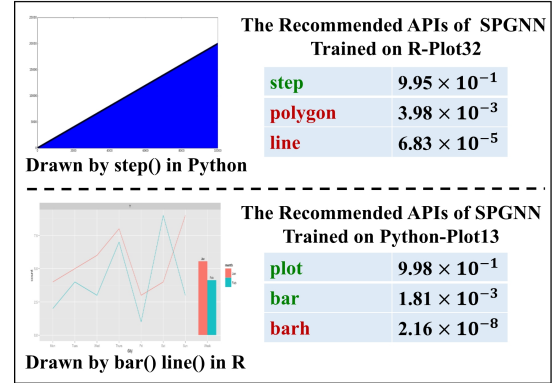 The Recommended APIs of SPGNN
Trained on R-Plot32
step 9.95 × 10⁻¹
polygon 3.98 × 10⁻³
line 6.83 × 10⁻⁵
Drawn by step() in Python
The Recommended APIs of SPGNN
Trained on Python-Plot13
plot 9.98 × 10⁻¹
bar 1.81 × 10⁻³
barh 2.16 × 10⁻⁸
Drawn by bar() line() in R